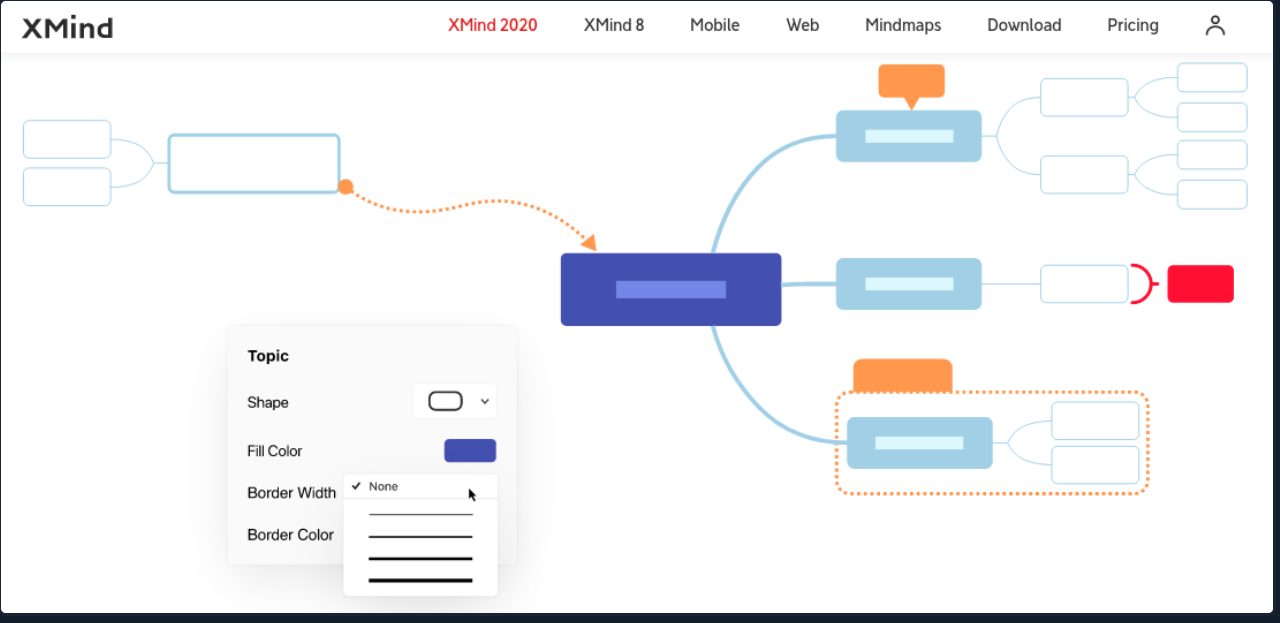 XMind XMind 2020 XMind 8 Mobile Web Mindmaps Download Pricing
Topic
Shape
Fill Color
Border Width None
Border Color